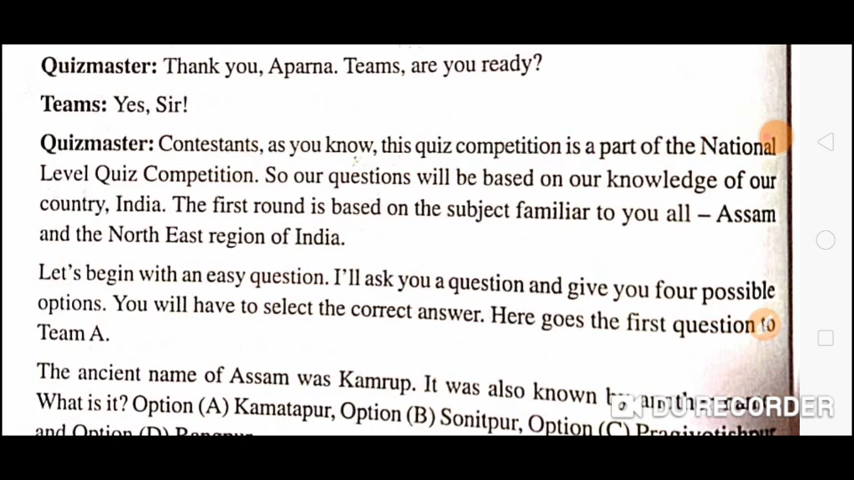 Quizmaster: Thank you, Aparna. Teams, are you ready?
Teams: Yes, Sir!
Quizmaster: Contestants, as you know, this quiz competition is a part of the National
Level Quiz Competition. So our questions will be based on our knowledge of our
country, India. The first round is based on the subject familiar to you all – Assam
and the North East region of India.
Let's begin with an easy question. I'll ask you a question and give you four possible
options. You will have to select the correct answer. Here goes the first question to
Team A.
The ancient name of Assam was Kamrup. It was also known
What is it? Option (A) Kamatapur, Option (B) Sonitpur, Option (C) Pragjyotishpur
and Option (D)
DU RECORDER